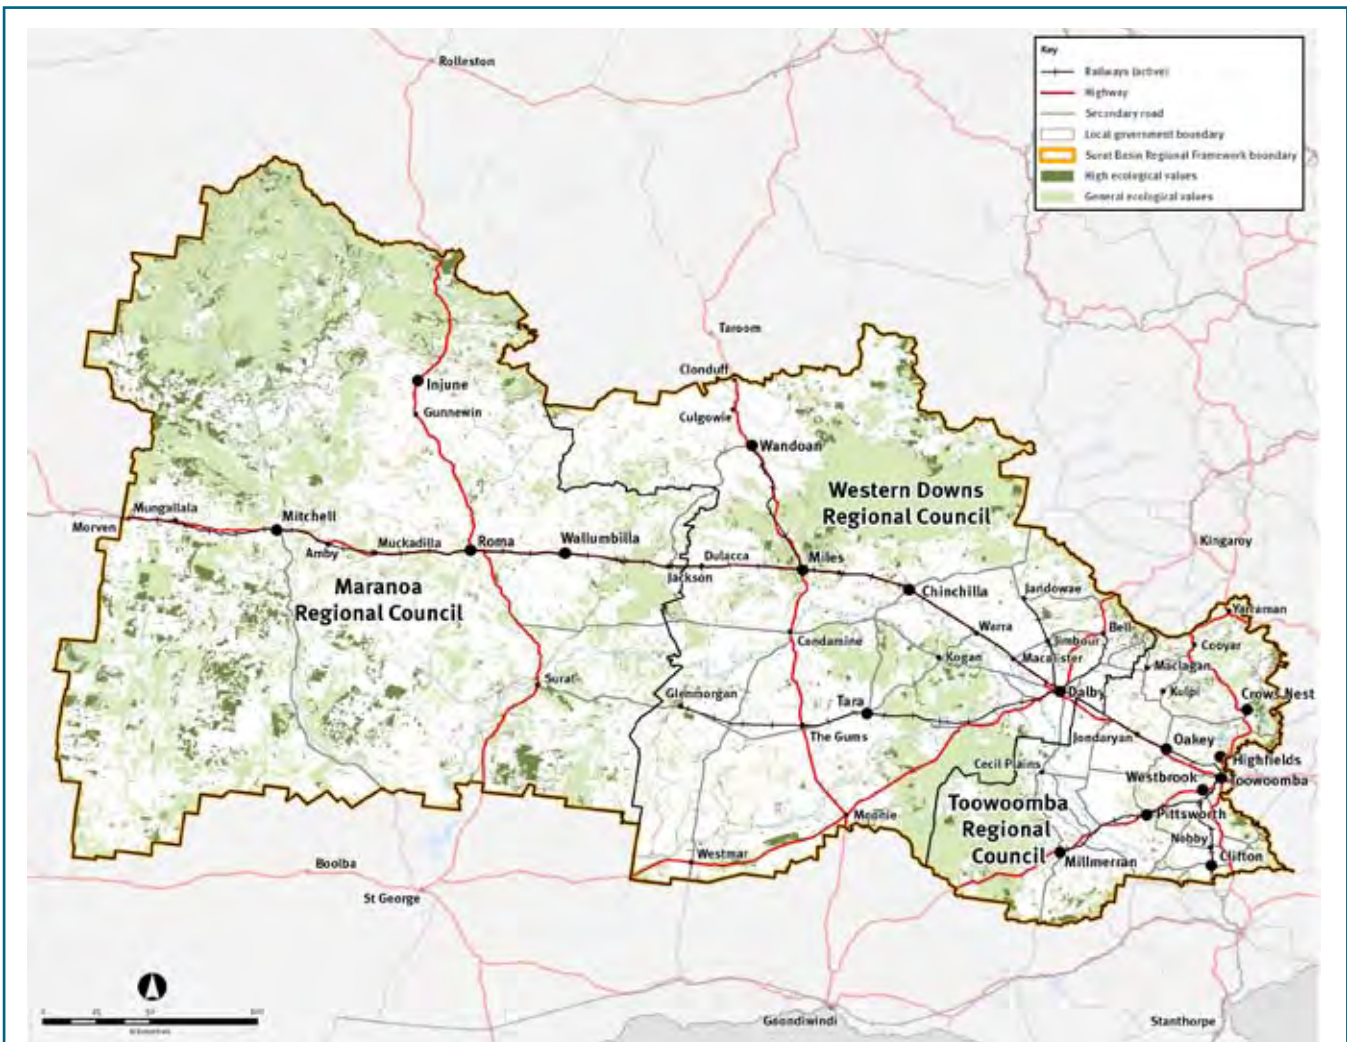 Key
Railways (active)
Highway
Secondary road
Local government boundary
Surat Basin Regional Framework boundary
High ecological values
General ecological values
Rolleston
Taroom
Clonduff
Injune
Gunnewin
Culgowie
Wandoan
Western Downs
Regional Council
Mungallala
Morven
Mitchell
Amby
Muckadilla
Roma
Wallumbilla
Jackson
Dulacca
Miles
Chinchilla
Kingaroy
Maranoa
Regional Council
Jandowae
Yarraman
Condamine
Warra
Jimbour
Bell
Cooyar
Kogan
Macalister
Maclagan
Kulpi
Surat
Glenmorgan
Tara
Dalby
Crows Nest
The Gums
Jondaryan
Oakey
Highfields
Cecil Plains
Westbrook
Toowoomba
Toowoomba
Regional
Council
Moonie
Pittsworth
Nobby
Westmar
Millmerran
Clifton
Boolba
St George
Goondiwindi
Stanthorpe